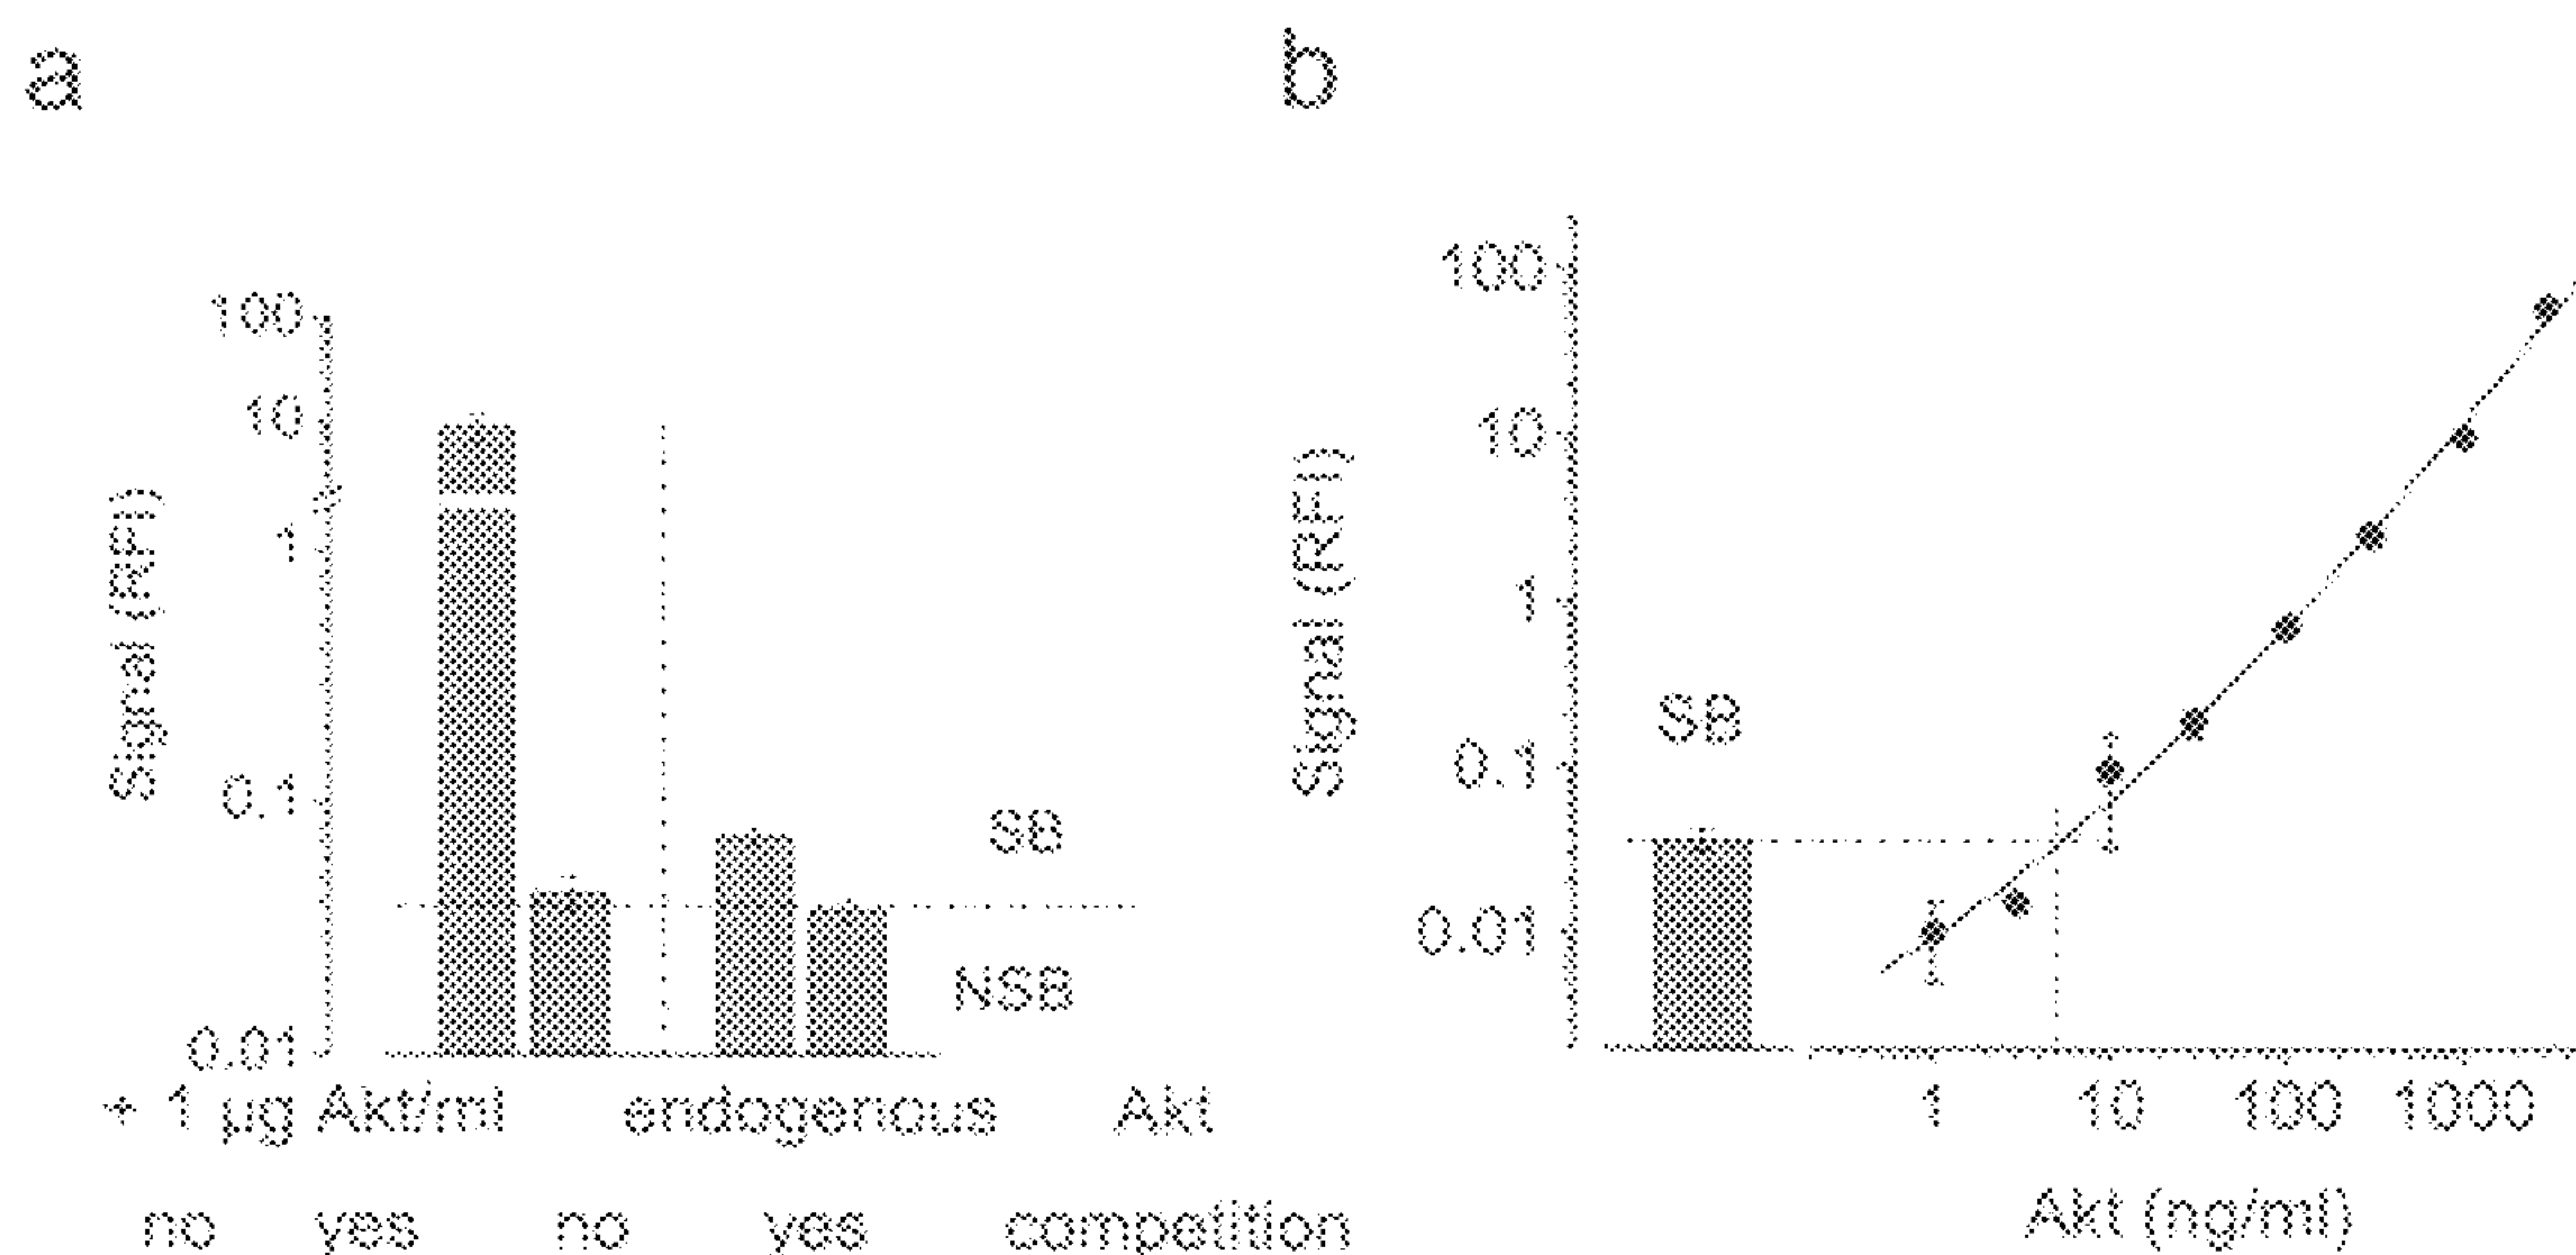 a
100
10
1
0.1
0.01
Signal (RFI)
SB
NSB
+ 1 µg Akt/ml endogenous Akt
no yes no yes competition
b
100
10
1
0.1
0.01
Signal (RFI)
SB
1 10 100 1000
Akt (ng/ml)